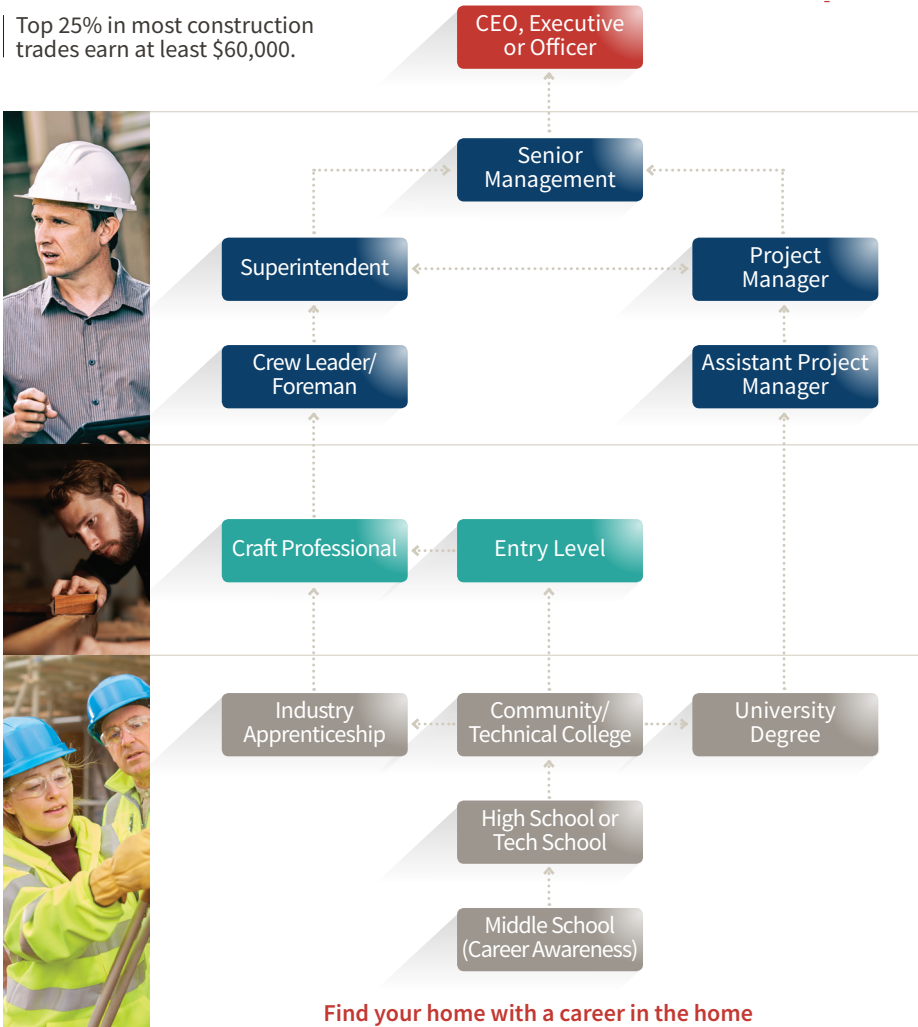 Top 25% in most construction
trades earn at least $60,000.
CEO, Executive
or Officer
Senior
Management
Superintendent
Project
Manager
Crew Leader/
Foreman
Assistant Project
Manager
Craft Professional
Entry Level
Industry
Apprenticeship
Community/
Technical College
University
Degree
High School or
Tech School
Middle School
(Career Awareness)
Find your home with a career in the home